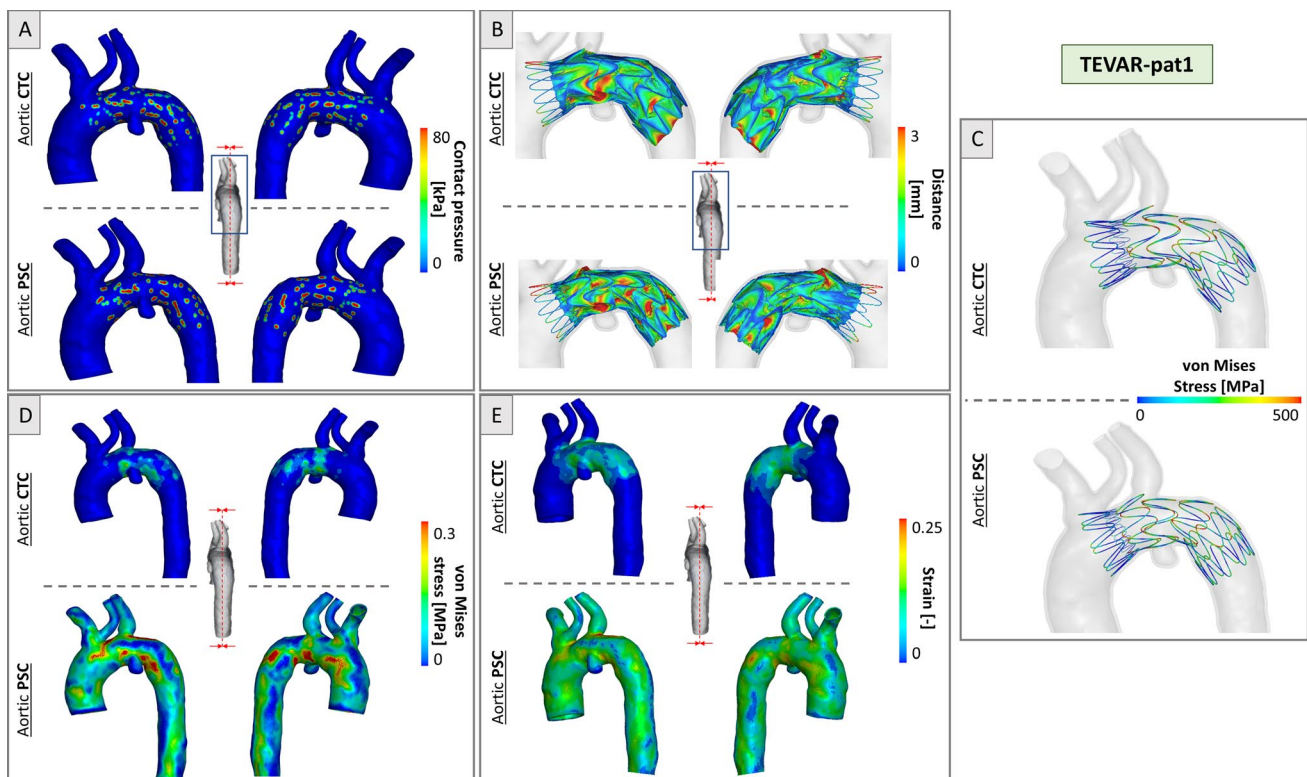 A
Aortic CTC
Aortic PSC
80
Contact pressure
[kPa]
0
B
Aortic CTC
Aortic PSC
3
Distance
[mm]
0
TEVAR-pat1
C
Aortic CTC
von Mises
Stress [MPa]
0 500
Aortic PSC
D
Aortic CTC
Aortic PSC
0.3
von Mises
stress [MPa]
0
E
Aortic CTC
Aortic PSC
0.25
Strain [-]
0